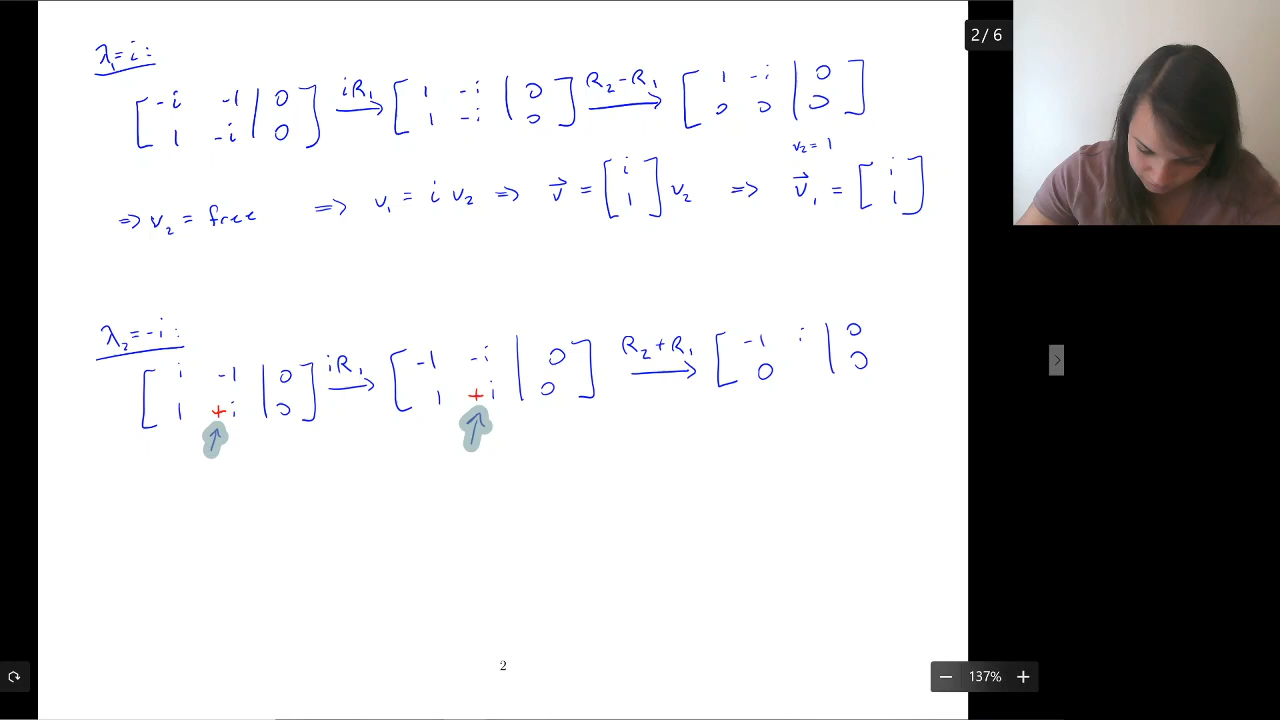 2 / 6
λ₁ = i :
[ -i -1 | 0 ] iR₁ → [ 1 -i | 0 ] R₂ - R₁ → [ 1 -i | 0 ]
[ 1 -i | 0 ] [ 1 -i | 0 ] [ 0 0 | 0 ]
v₂ = 1
⇒ v₂ = free ⇒ v₁ = i v₂ ⇒ v⃗ = [ i 1 ] v₂ ⇒ v⃗₁ = [ i 1 ]
λ₂ = -i :
[ i -1 | 0 ] iR₁ → [ -1 -i | 0 ] R₂ + R₁ → [ -1 i | 0 ]
[ 1 +i | 0 ] [ 1 +i | 0 ] [ 0 | 0 ]
2
137%